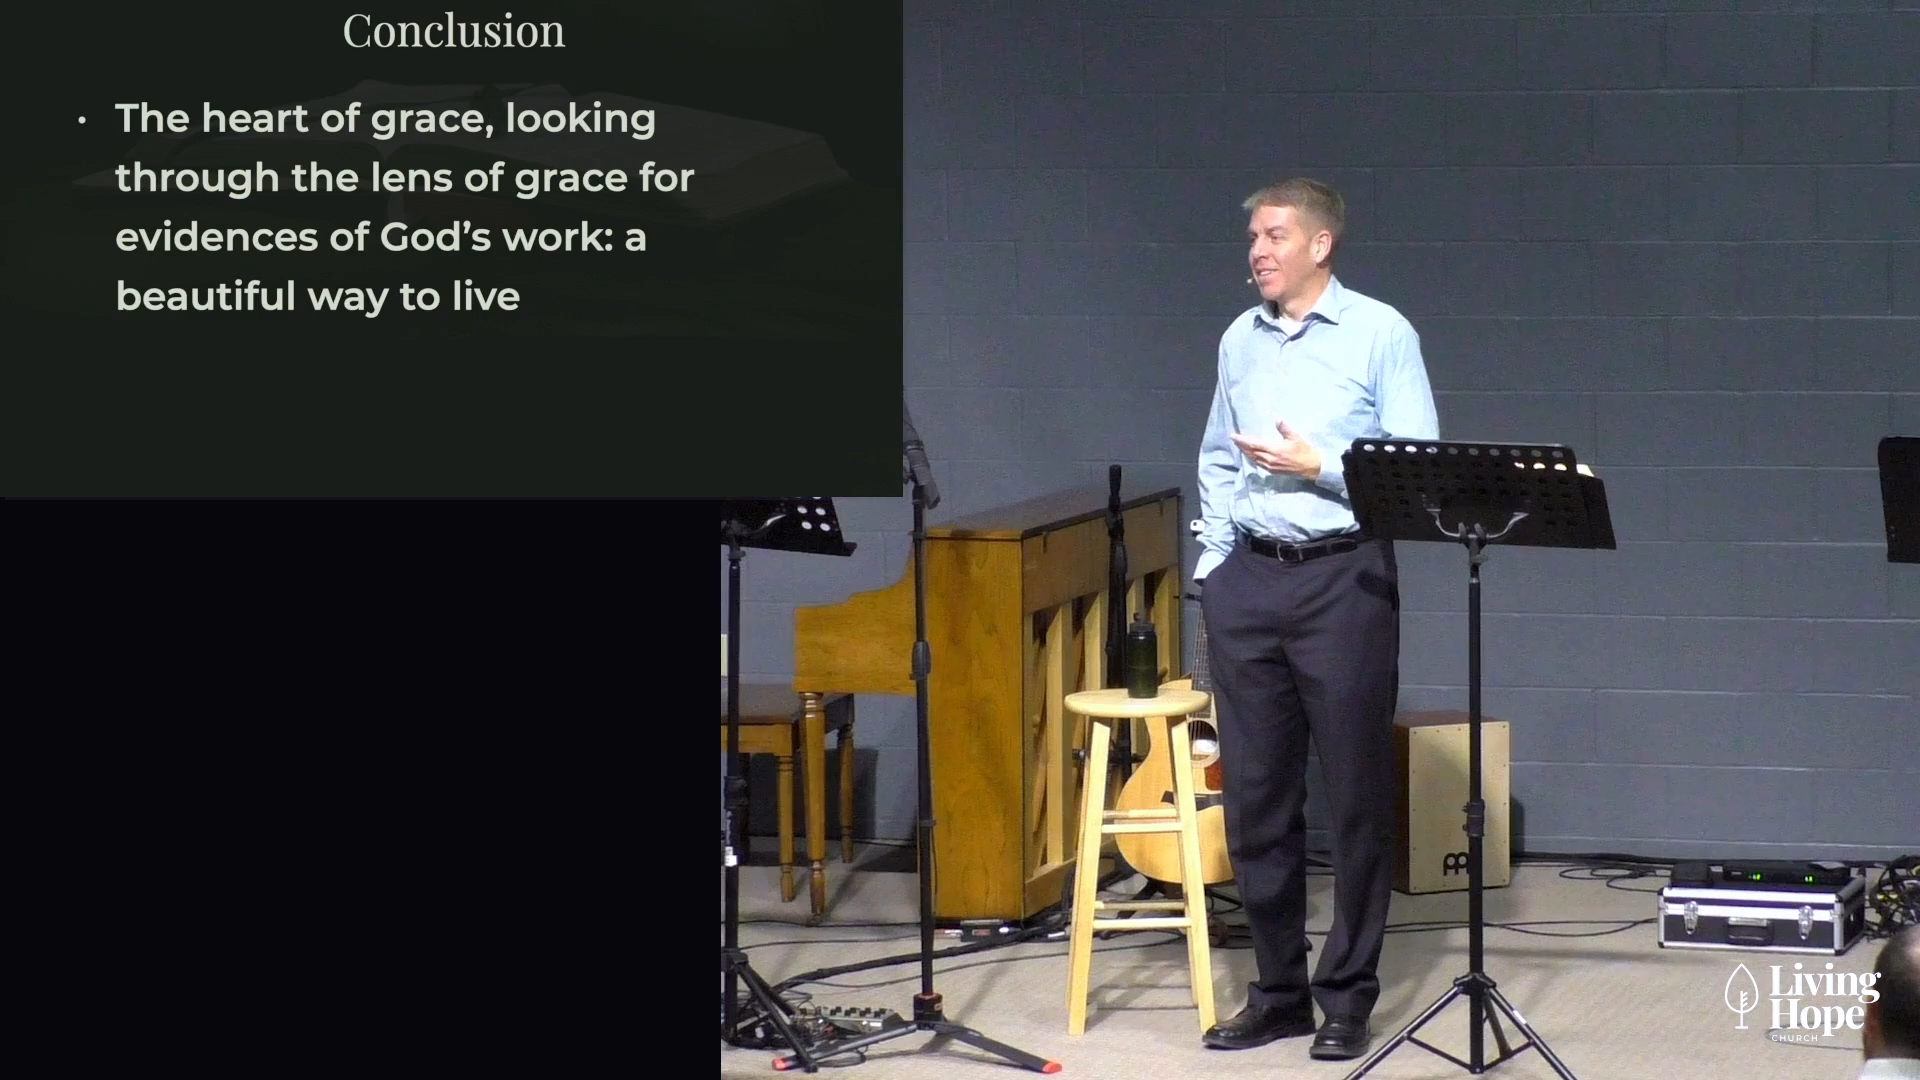 Conclusion
• The heart of grace, looking
through the lens of grace for
evidences of God’s work: a
beautiful way to live
Living
Hope
CHURCH